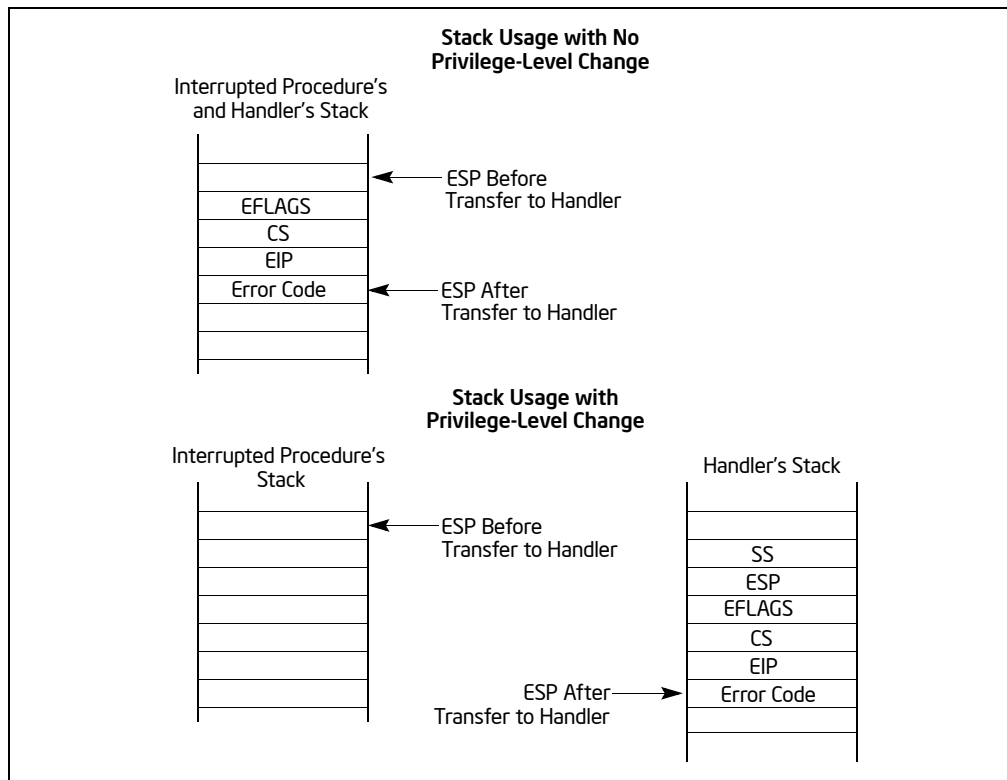 Stack Usage with No
Privilege-Level Change
Interrupted Procedure's
and Handler's Stack
ESP Before
Transfer to Handler
EFLAGS
CS
EIP
Error Code
ESP After
Transfer to Handler
Stack Usage with
Privilege-Level Change
Interrupted Procedure's
Stack
Handler's Stack
ESP Before
Transfer to Handler
SS
ESP
EFLAGS
CS
EIP
ESP After
Transfer to Handler
Error Code